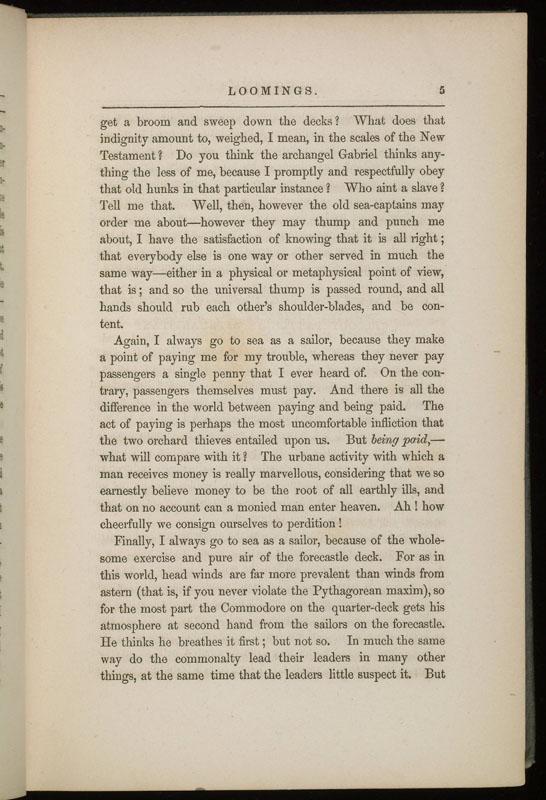 LOOMINGS. 5
get a broom and sweep down the decks? What does that
indignity amount to, weighed, I mean, in the scales of the New
Testament? Do you think the archangel Gabriel thinks any-
thing the less of me, because I promptly and respectfully obey
that old hunks in that particular instance? Who aint a slave?
Tell me that. Well, then, however the old sea-captains may
order me about—however they may thump and punch me
about, I have the satisfaction of knowing that it is all right;
that everybody else is one way or other served in much the
same way—either in a physical or metaphysical point of view,
that is; and so the universal thump is passed round, and all
hands should rub each other's shoulder-blades, and be con-
tent.
Again, I always go to sea as a sailor, because they make
a point of paying me for my trouble, whereas they never pay
passengers a single penny that I ever heard of. On the con-
trary, passengers themselves must pay. And there is all the
difference in the world between paying and being paid. The
act of paying is perhaps the most uncomfortable infliction that
the two orchard thieves entailed upon us. But being paid,—
what will compare with it? The urbane activity with which a
man receives money is really marvellous, considering that we so
earnestly believe money to be the root of all earthly ills, and
that on no account can a monied man enter heaven. Ah! how
cheerfully we consign ourselves to perdition!
Finally, I always go to sea as a sailor, because of the whole-
some exercise and pure air of the forecastle deck. For as in
this world, head winds are far more prevalent than winds from
astern (that is, if you never violate the Pythagorean maxim), so
for the most part the Commodore on the quarter-deck gets his
atmosphere at second hand from the sailors on the forecastle.
He thinks he breathes it first; but not so. In much the same
way do the commonalty lead their leaders in many other
things, at the same time that the leaders little suspect it. But